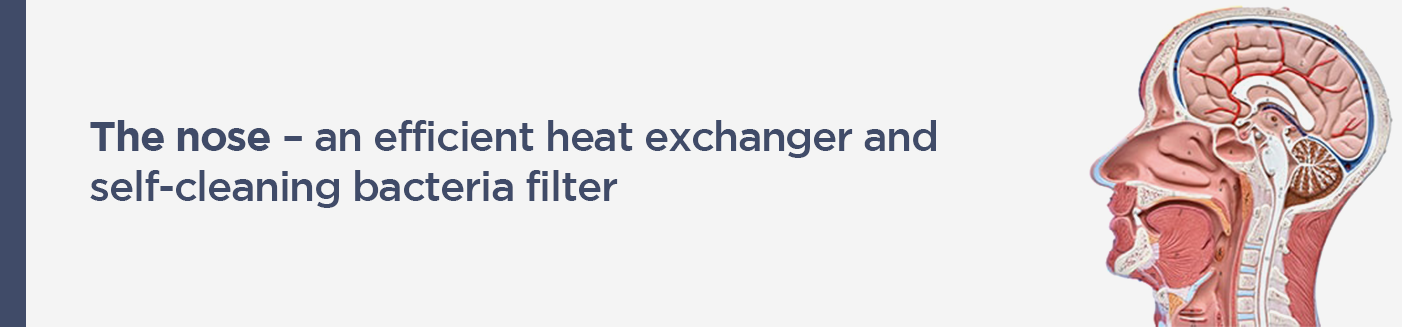 The nose – an efficient heat exchanger and
self-cleaning bacteria filter